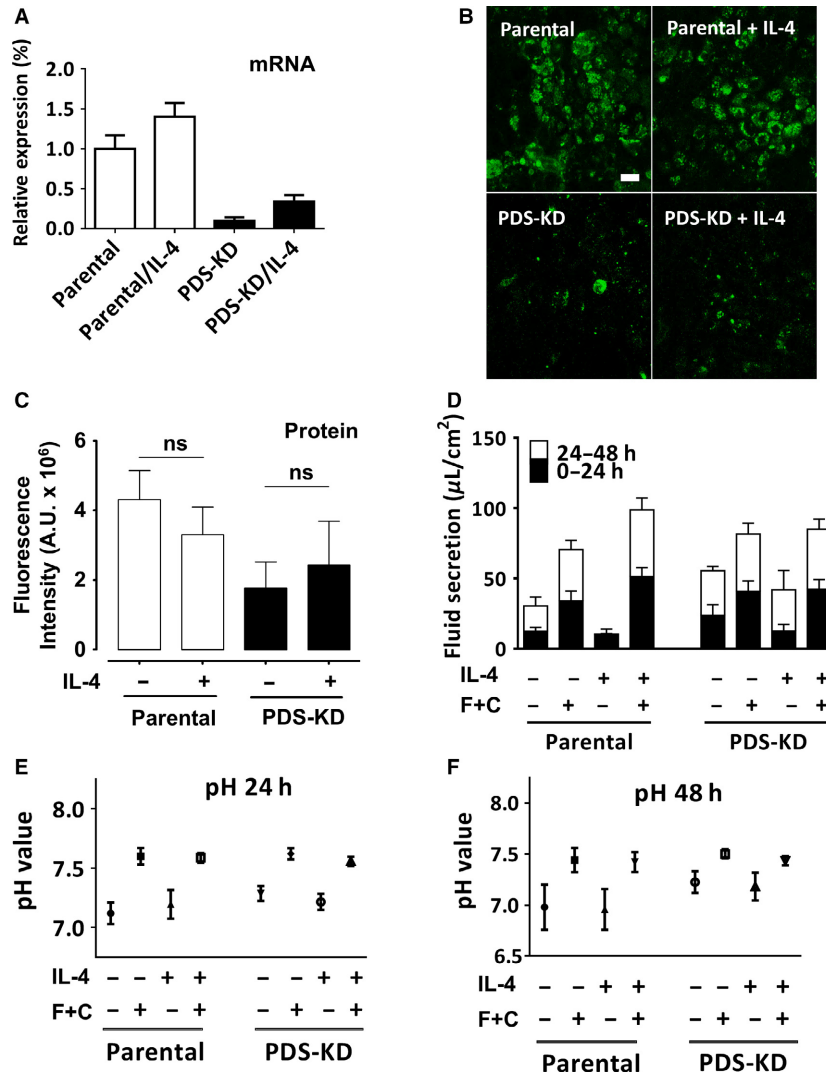 A
Relative expression (%)
2.0
1.5
1.0
0.5
0.0
mRNA
Parental
Parental/IL-4
PDS-KD
PDS-KD/IL-4
B
Parental
Parental + IL-4
PDS-KD
PDS-KD + IL-4
C
Fluorescence
Intensity (A.U. x 10⁶)
6
4
2
0
Protein
ns
ns
IL-4
– + – +
Parental PDS-KD
D
Fluid secretion (µL/cm²)
150
100
50
0
24–48 h
0–24 h
IL-4 – – + + – – + +
F+C – + – + – + – +
Parental PDS-KD
E
pH 24 h
pH value
8.0
7.5
7.0
IL-4 – – + + – – + +
F+C – + – + – + – +
Parental PDS-KD
F
pH 48 h
pH value
8.0
7.5
7.0
6.5
IL-4 – – + + – – + +
F+C – + – + – + – +
Parental PDS-KD